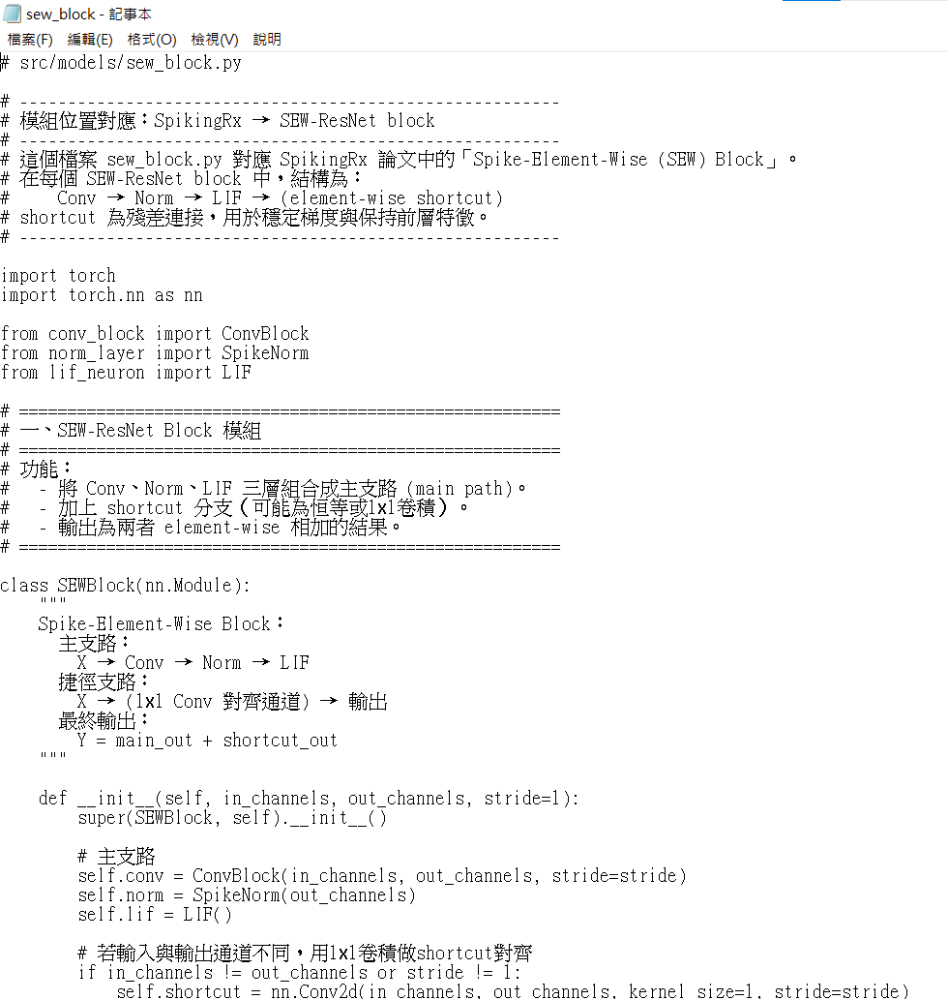 sew_block - 記事本
檔案(F) 編輯(E) 格式(O) 檢視(V) 說明
# src/models/sew_block.py
# --------------------------------------------------------
# 模組位置對應：SpikingRx → SEW-ResNet block
# --------------------------------------------------------
# 這個檔案 sew_block.py 對應 SpikingRx 論文中的「Spike-Element-Wise (SEW) Block」。
# 在每個 SEW-ResNet block 中，結構為：
#     Conv → Norm → LIF → (element-wise shortcut)
# shortcut 為殘差連接，用於穩定梯度與保持前層特徵。
# --------------------------------------------------------
import torch
import torch.nn as nn
from conv_block import ConvBlock
from norm_layer import SpikeNorm
from lif_neuron import LIF
# ========================================================
# 一、SEW-ResNet Block 模組
# ========================================================
# 功能：
#   - 將 Conv、Norm、LIF 三層組合成主支路 (main path)。
#   - 加上 shortcut 分支（可能為恒等或1x1卷積）。
#   - 輸出為兩者 element-wise 相加的結果。
# ========================================================
class SEWBlock(nn.Module):
    """
    Spike-Element-Wise Block：
      主支路：
        X → Conv → Norm → LIF
      捷徑支路：
        X → (1x1 Conv 對齊通道) → 輸出
      最終輸出：
        Y = main_out + shortcut_out
    """
    def __init__(self, in_channels, out_channels, stride=1):
        super(SEWBlock, self).__init__()
        # 主支路
        self.conv = ConvBlock(in_channels, out_channels, stride=stride)
        self.norm = SpikeNorm(out_channels)
        self.lif = LIF()
        # 若輸入與輸出通道不同，用1x1卷積做shortcut對齊
        if in_channels != out_channels or stride != 1:
            self.shortcut = nn.Conv2d(in_channels, out_channels, kernel_size=1, stride=stride)